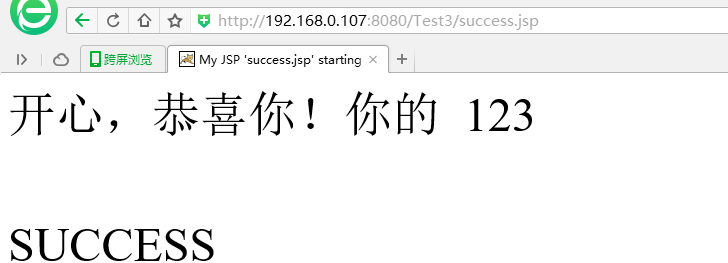 http://192.168.0.107:8080/Test3/success.jsp
跨屏浏览
My JSP 'success.jsp' starting
开心，恭喜你！你的 123
SUCCESS